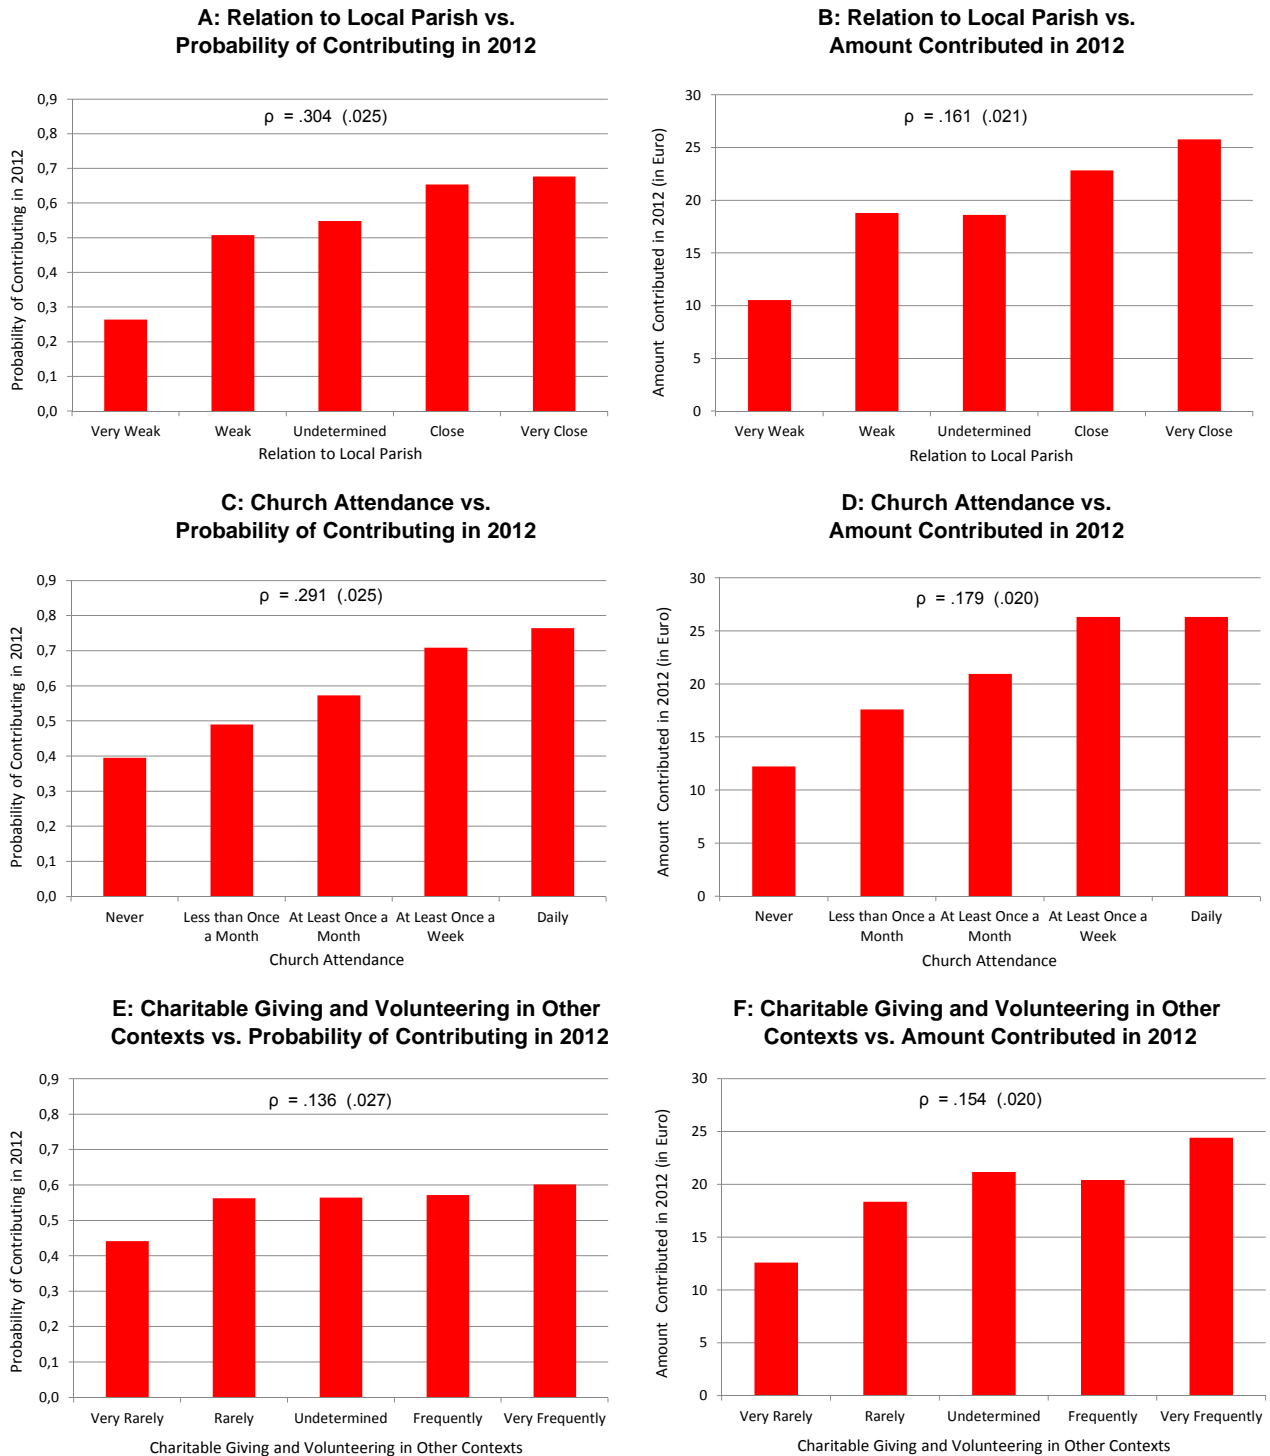 A: Relation to Local Parish vs.
Probability of Contributing in 2012
ρ = .304 (.025)
Probability of Contributing in 2012
0,9
0,8
0,7
0,6
0,5
0,4
0,3
0,2
0,1
0,0
Very Weak Weak Undetermined Close Very Close
Relation to Local Parish
B: Relation to Local Parish vs.
Amount Contributed in 2012
ρ = .161 (.021)
Amount Contributed in 2012 (in Euro)
30
25
20
15
10
5
0
Very Weak Weak Undetermined Close Very Close
Relation to Local Parish
C: Church Attendance vs.
Probability of Contributing in 2012
ρ = .291 (.025)
Probability of Contributing in 2012
0,9
0,8
0,7
0,6
0,5
0,4
0,3
0,2
0,1
0,0
Never Less than Once At Least Once a At Least Once a Daily
a Month Month Week
Church Attendance
D: Church Attendance vs.
Amount Contributed in 2012
ρ = .179 (.020)
Amount Contributed in 2012 (in Euro)
30
25
20
15
10
5
0
Never Less than Once a At Least Once a At Least Once a Daily
Month Month Week
Church Attendance
E: Charitable Giving and Volunteering in Other
Contexts vs. Probability of Contributing in 2012
ρ = .136 (.027)
Probability of Contributing in 2012
0,9
0,8
0,7
0,6
0,5
0,4
0,3
0,2
0,1
0,0
Very Rarely Rarely Undetermined Frequently Very Frequently
Charitable Giving and Volunteering in Other Contexts
F: Charitable Giving and Volunteering in Other
Contexts vs. Amount Contributed in 2012
ρ = .154 (.020)
Amount Contributed in 2012 (in Euro)
30
25
20
15
10
5
0
Very Rarely Rarely Undetermined Frequently Very Frequently
Charitable Giving and Volunteering in Other Contexts